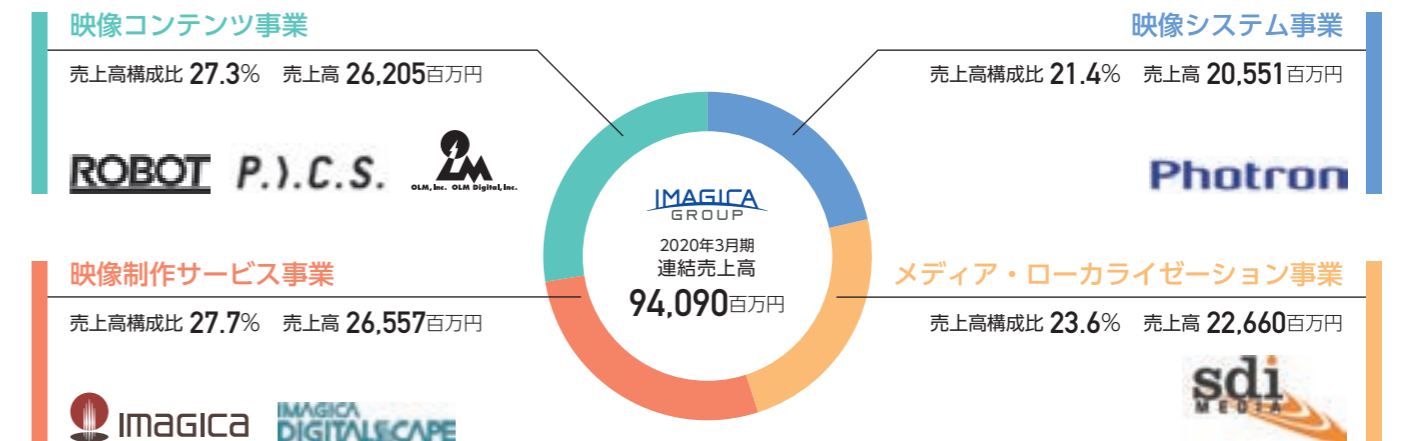 映像コンテンツ事業
売上高構成比 27.3% 売上高 26,205百万円
ROBOT P.I.C.S. OLM, Inc. OLM Digital, Inc.
映像システム事業
売上高構成比 21.4% 売上高 20,551百万円
Photron
IMAGICA
GROUP
2020年3月期
連結売上高
94,090百万円
映像制作サービス事業
売上高構成比 27.7% 売上高 26,557百万円
IMAGICA IMAGICA
DIGITALSCAPE
メディア・ローカライゼーション事業
売上高構成比 23.6% 売上高 22,660百万円
sdi
MEDIA